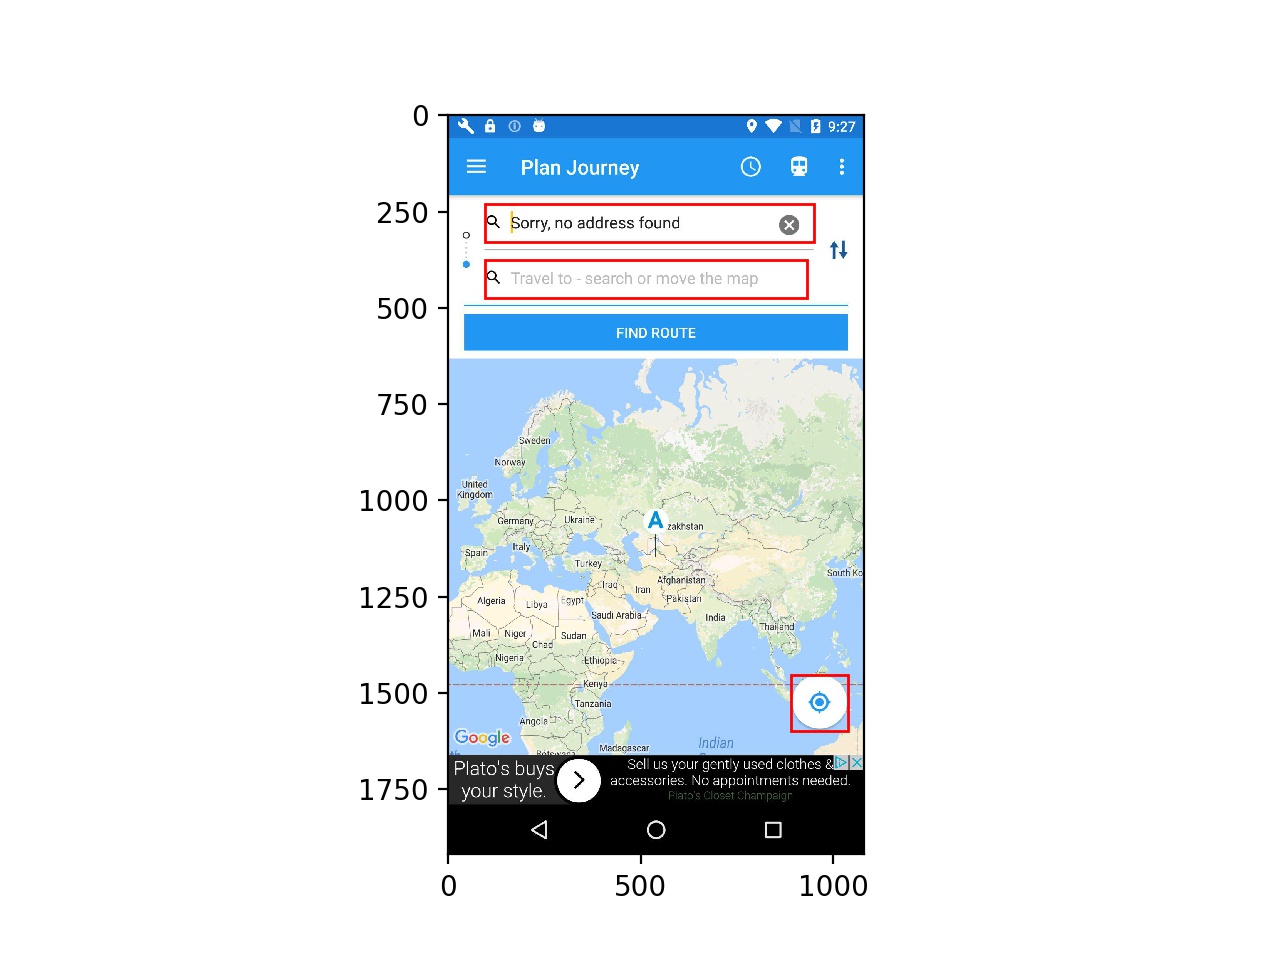 0
250
500
750
1000
1250
1500
1750
0 500 1000
9:27
Plan Journey
Sorry, no address found
Travel to - search or move the map
FIND ROUTE
Sweden
Norway
United
Kingdom
Germany
Ukraine
A
zakhstan
Spain
Italy
Turkey
South Ko
Iraq
Iran
Afghanistan
Pakistan
Algeria
Libya
Egypt
Saudi Arabia
India
Thailand
Mali
Niger
Chad
Sudan
Nigeria
Ethiopia
Kenya
Tanzania
Angola
Botswana
Madagascar
Indian
Google
Plato's buys
your style.
Sell us your gently used clothes &
accessories. No appointments needed.
Plato's Closet Champaign